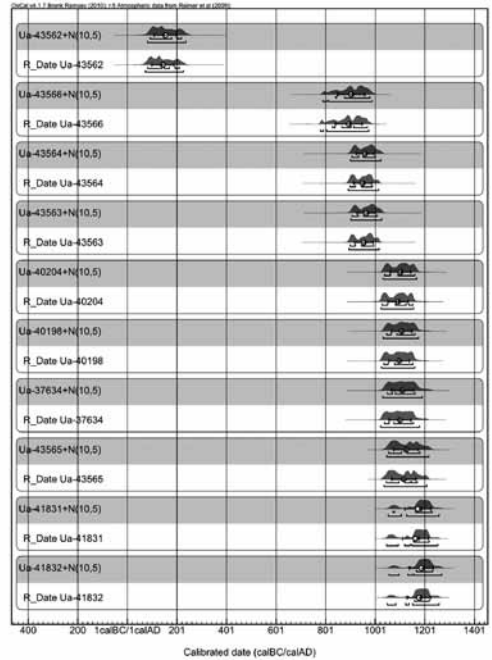 OxCal v4.1.7 Bronk Ramsey (2010); r:5 Atmospheric data from Reimer et al (2009);
Ua-43562+N(10,5)
R_Date Ua-43562
Ua-43566+N(10,5)
R_Date Ua-43566
Ua-43564+N(10,5)
R_Date Ua-43564
Ua-43563+N(10,5)
R_Date Ua-43563
Ua-40204+N(10,5)
R_Date Ua-40204
Ua-40198+N(10,5)
R_Date Ua-40198
Ua-37634+N(10,5)
R_Date Ua-37634
Ua-43565+N(10,5)
R_Date Ua-43565
Ua-41831+N(10,5)
R_Date Ua-41831
Ua-41832+N(10,5)
R_Date Ua-41832
400 200 1calBC/1calAD 201 401 601 801 1001 1201 1401
Calibrated date (calBC/calAD)